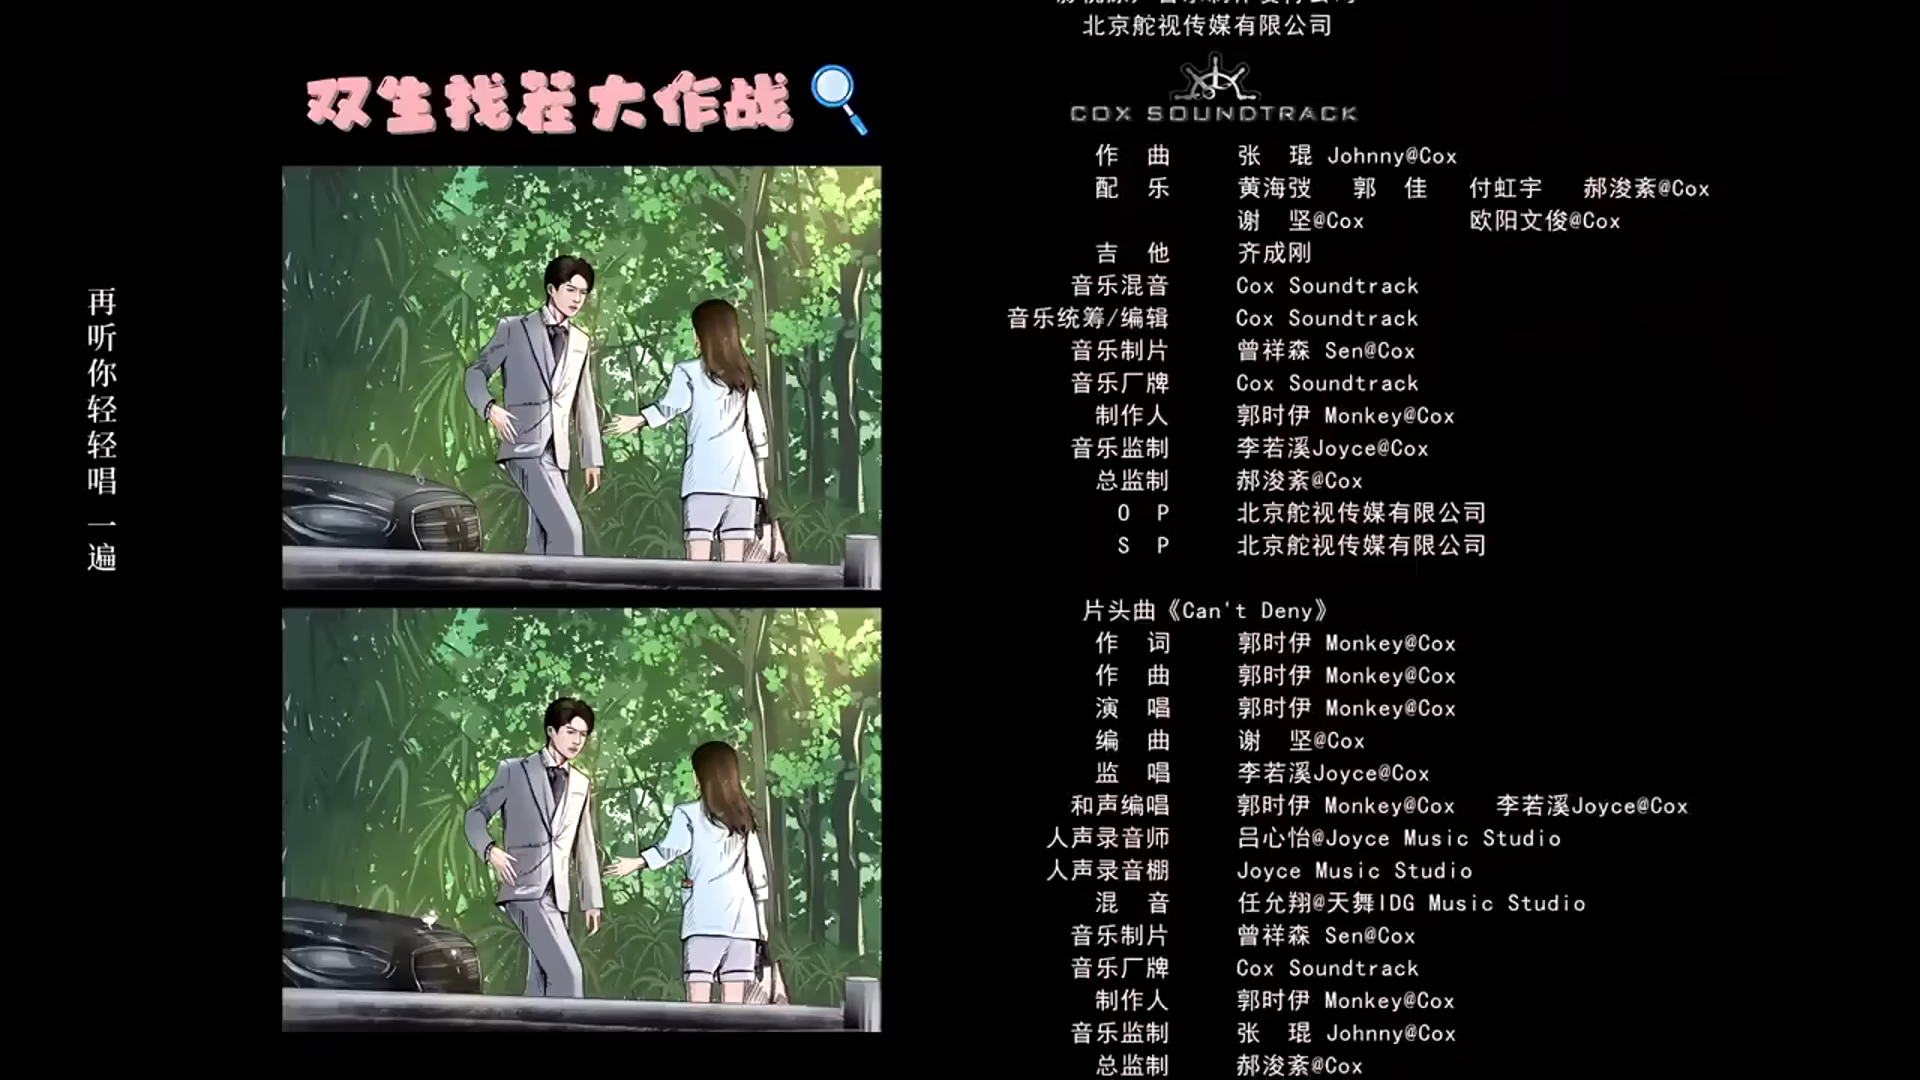 再听你轻轻唱一遍
双生找茬大作战
北京舵视传媒有限公司
COX SOUNDTRACK
作 曲 张 琨 Johnny@Cox
配 乐 黄海弢 郭 佳 付虹宇 郝浚紊@Cox
谢 坚@Cox 欧阳文俊@Cox
吉 他 齐成刚
音乐混音 Cox Soundtrack
音乐统筹/编辑 Cox Soundtrack
音乐制片 曾祥森 Sen@Cox
音乐厂牌 Cox Soundtrack
制作人 郭时伊 Monkey@Cox
音乐监制 李若溪Joyce@Cox
总监制 郝浚紊@Cox
O P 北京舵视传媒有限公司
S P 北京舵视传媒有限公司
片头曲《Can't Deny》
作 词 郭时伊 Monkey@Cox
作 曲 郭时伊 Monkey@Cox
演 唱 郭时伊 Monkey@Cox
编 曲 谢 坚@Cox
监 唱 李若溪Joyce@Cox
和声编唱 郭时伊 Monkey@Cox 李若溪Joyce@Cox
人声录音师 吕心怡@Joyce Music Studio
人声录音棚 Joyce Music Studio
混 音 任允翔@天舞IDG Music Studio
音乐制片 曾祥森 Sen@Cox
音乐厂牌 Cox Soundtrack
制作人 郭时伊 Monkey@Cox
音乐监制 张 琨 Johnny@Cox
总监制 郝浚紊@Cox